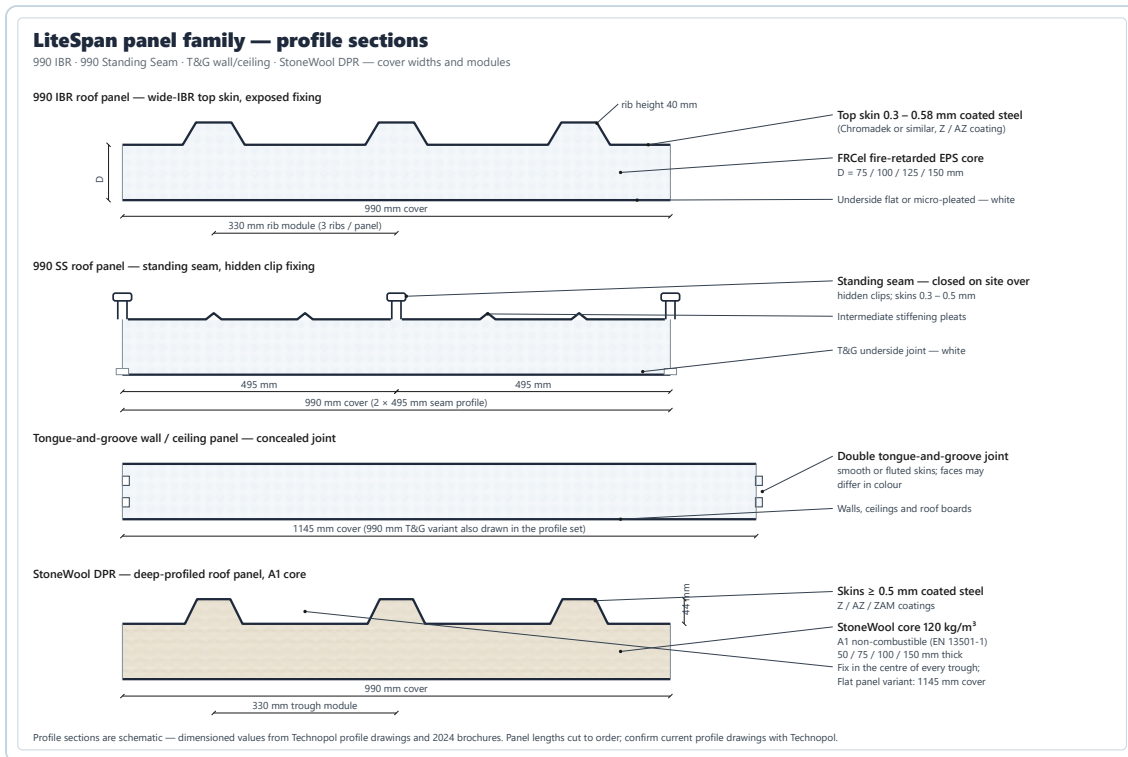 LiteSpan panel family — profile sections
990 IBR · 990 Standing Seam · T&G wall/ceiling · StoneWool DPR — cover widths and modules
990 IBR roof panel — wide-IBR top skin, exposed fixing
rib height 40 mm
Top skin 0.3 – 0.58 mm coated steel
(Chromadek or similar, Z / AZ coating)
FRCel fire-retarded EPS core
D = 75 / 100 / 125 / 150 mm
D
Underside flat or micro-pleated — white
990 mm cover
330 mm rib module (3 ribs / panel)
990 SS roof panel — standing seam, hidden clip fixing
Standing seam — closed on site over
hidden clips; skins 0.3 – 0.5 mm
Intermediate stiffening pleats
T&G underside joint — white
495 mm
495 mm
990 mm cover (2 × 495 mm seam profile)
Tongue-and-groove wall / ceiling panel — concealed joint
Double tongue-and-groove joint
smooth or fluted skins; faces may
differ in colour
Walls, ceilings and roof boards
1145 mm cover (990 mm T&G variant also drawn in the profile set)
StoneWool DPR — deep-profiled roof panel, A1 core
44 mm
Skins ≥ 0.5 mm coated steel
Z / AZ / ZAM coatings
StoneWool core 120 kg/m³
A1 non-combustible (EN 13501-1)
50 / 75 / 100 / 150 mm thick
Fix in the centre of every trough;
Flat panel variant: 1145 mm cover
990 mm cover
330 mm trough module
Profile sections are schematic — dimensioned values from Technopol profile drawings and 2024 brochures. Panel lengths cut to order; confirm current profile drawings with Technopol.